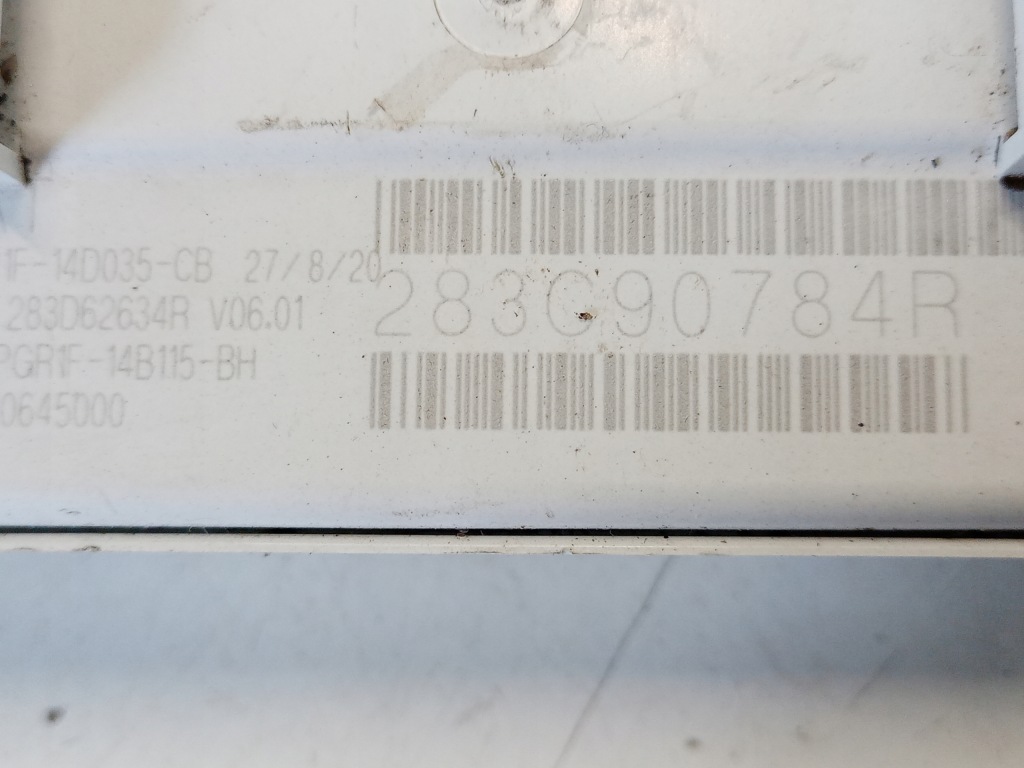 1F-14D035-CB 27/8/20
283D62634R V06.01
PGR1F-14B115-BH
0645000
283C90784R